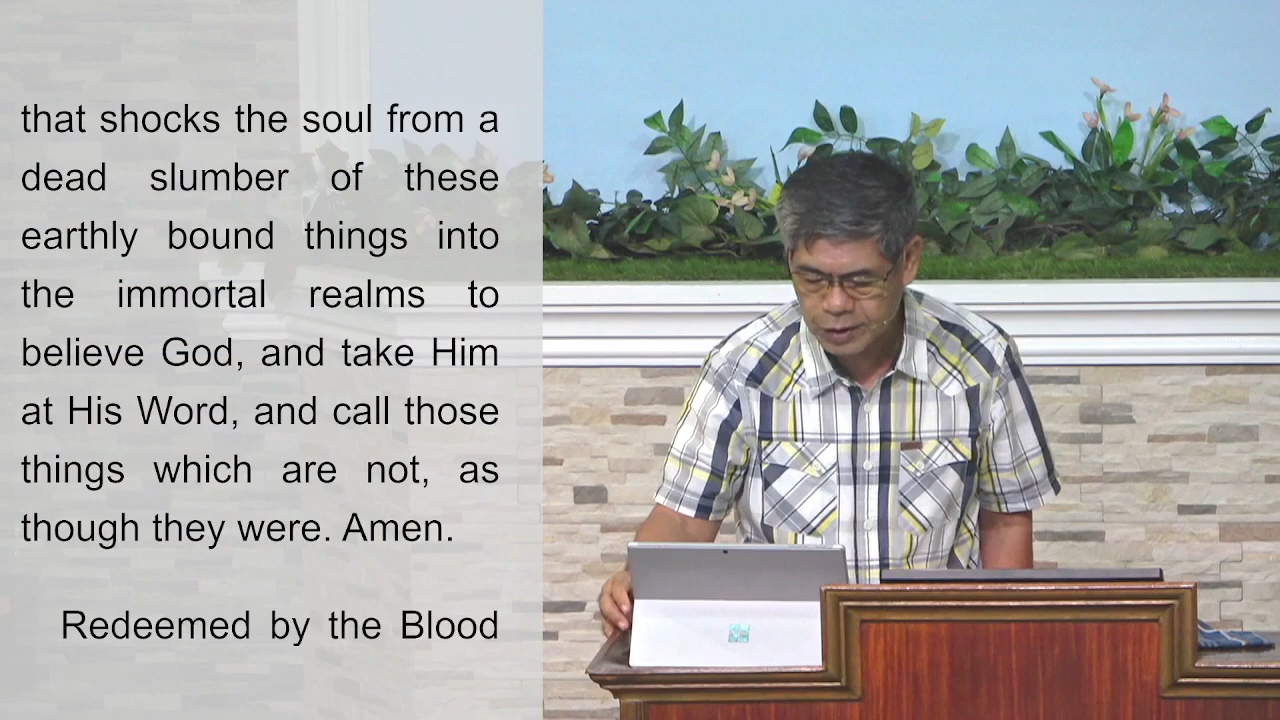 that shocks the soul from a
dead slumber of these
earthly bound things into
the immortal realms to
believe God, and take Him
at His Word, and call those
things which are not, as
though they were. Amen.
Redeemed by the Blood